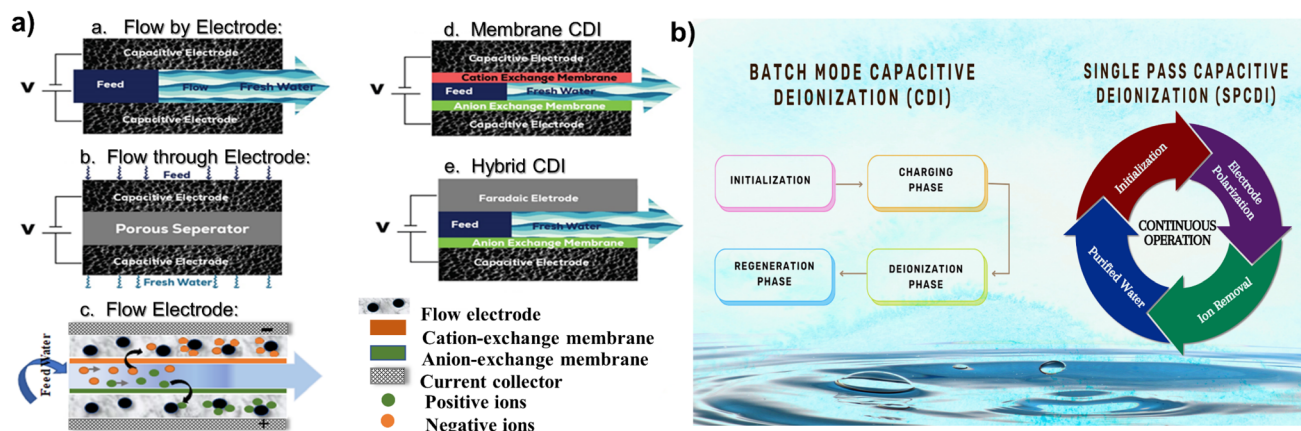 a)
a. Flow by Electrode:
Capacitive Electrode
V
Feed
Flow
Fresh Water
Capacitive Electrode
b. Flow through Electrode:
Feed
Capacitive Electrode
V
Porous Seperator
Capacitive Electrode
Fresh Water
c. Flow Electrode:
Feed Water
-
+
d. Membrane CDI
Capacitive Electrode
Cation Exchange Membrane
V
Feed
Fresh Water
Anion Exchange Membrane
Capacitive Electrode
e. Hybrid CDI
Faradaic Eletrode
V
Feed
Fresh Water
Anion Exchange Membrane
Capacitive Electrode
Flow electrode
Cation-exchange membrane
Anion-exchange membrane
Current collector
Positive ions
Negative ions
b)
BATCH MODE CAPACITIVE
DEIONIZATION (CDI)
INITIALIZATION
CHARGING
PHASE
REGENERATION
PHASE
DEIONIZATION
PHASE
SINGLE PASS CAPACITIVE
DEIONIZATION (SPCDI)
Initialization
Electrode
Polarization
CONTINUOUS
OPERATION
Purified Water
Ion Removal